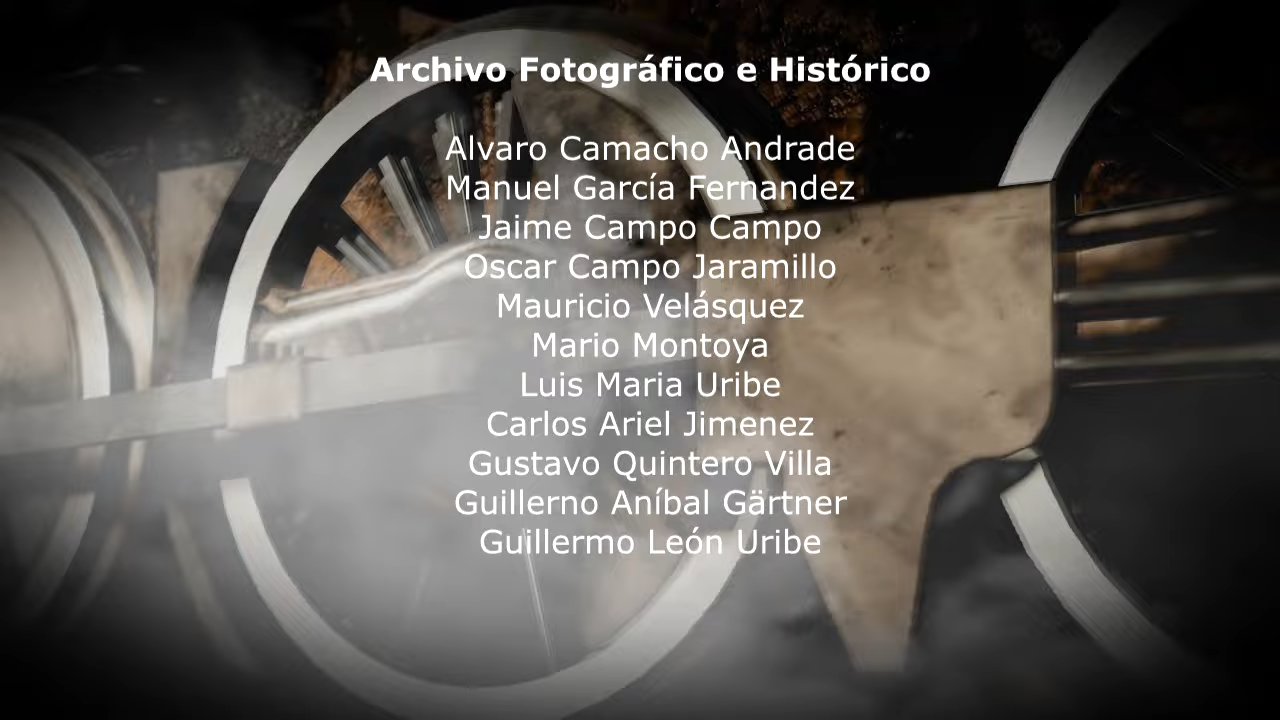 Archivo Fotográfico e Histórico
Alvaro Camacho Andrade
Manuel García Fernandez
Jaime Campo Campo
Oscar Campo Jaramillo
Mauricio Velásquez
Mario Montoya
Luis Maria Uribe
Carlos Ariel Jimenez
Gustavo Quintero Villa
Guillerno Aníbal Gärtner
Guillermo León Uribe